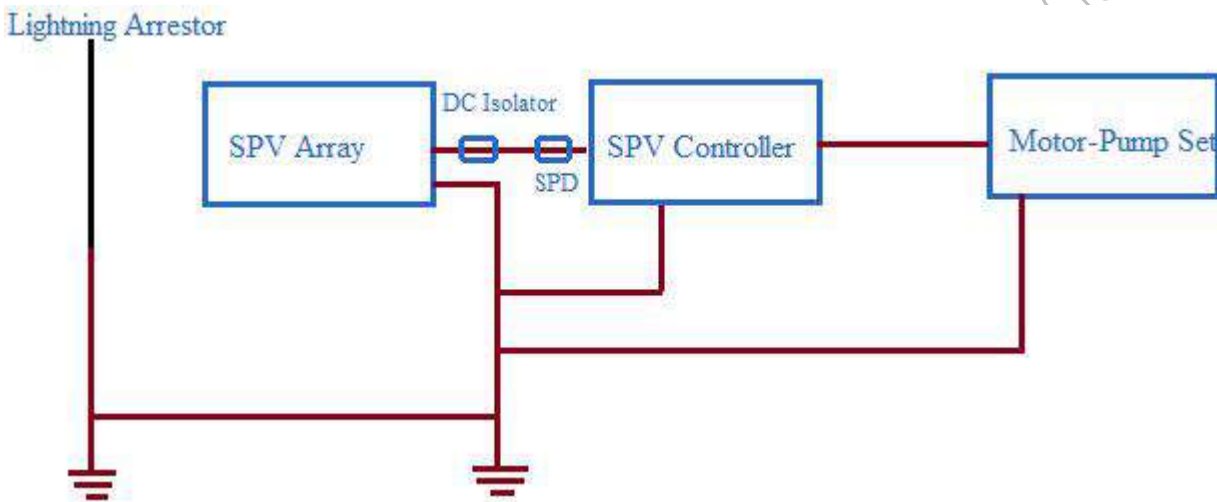 Lightning Arrestor
SPV Array
DC Isolator
SPD
SPV Controller
Motor-Pump Set